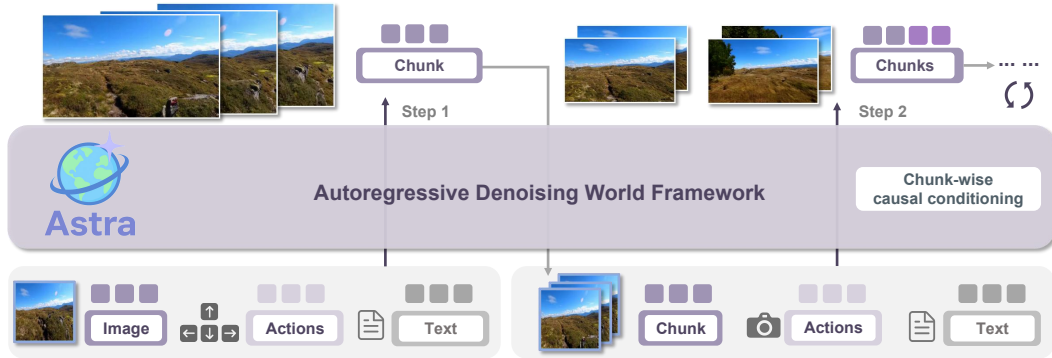 Chunk
Chunks
... ...
Step 1
Step 2
Astra
Autoregressive Denoising World Framework
Chunk-wise
causal conditioning
Image
Actions
Text
Chunk
Actions
Text